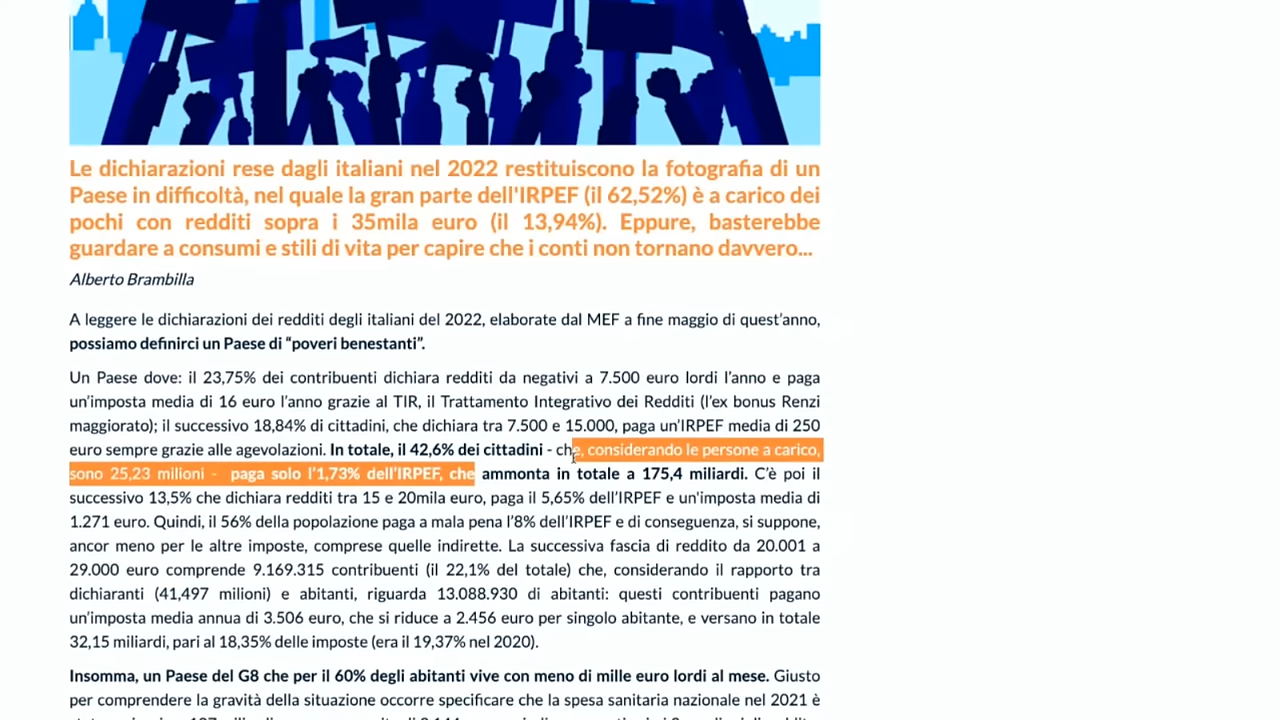 Le dichiarazioni rese dagli italiani nel 2022 restituiscono la fotografia di un
Paese in difficoltà, nel quale la gran parte dell'IRPEF (il 62,52%) è a carico dei
pochi con redditi sopra i 35mila euro (il 13,94%). Eppure, basterebbe
guardare a consumi e stili di vita per capire che i conti non tornano davvero...
Alberto Brambilla
A leggere le dichiarazioni dei redditi degli italiani del 2022, elaborate dal MEF a fine maggio di quest'anno,
possiamo definirci un Paese di “poveri benestanti”.
Un Paese dove: il 23,75% dei contribuenti dichiara redditi da negativi a 7.500 euro lordi l'anno e paga
un'imposta media di 16 euro l'anno grazie al TIR, il Trattamento Integrativo dei Redditi (l'ex bonus Renzi
maggiorato); il successivo 18,84% di cittadini, che dichiara tra 7.500 e 15.000, paga un'IRPEF media di 250
euro sempre grazie alle agevolazioni. In totale, il 42,6% dei cittadini - che, considerando le persone a carico,
sono 25,23 milioni - paga solo l'1,73% dell'IRPEF, che ammonta in totale a 175,4 miliardi. C'è poi il
successivo 13,5% che dichiara redditi tra 15 e 20mila euro, paga il 5,65% dell'IRPEF e un'imposta media di
1.271 euro. Quindi, il 56% della popolazione paga a mala pena l'8% dell'IRPEF e di conseguenza, si suppone,
ancor meno per le altre imposte, comprese quelle indirette. La successiva fascia di reddito da 20.001 a
29.000 euro comprende 9.169.315 contribuenti (il 22,1% del totale) che, considerando il rapporto tra
dichiaranti (41,497 milioni) e abitanti, riguarda 13.088.930 di abitanti: questi contribuenti pagano
un'imposta media annua di 3.506 euro, che si riduce a 2.456 euro per singolo abitante, e versano in totale
32,15 miliardi, pari al 18,35% delle imposte (era il 19,37% nel 2020).
Insomma, un Paese del G8 che per il 60% degli abitanti vive con meno di mille euro lordi al mese. Giusto
per comprendere la gravità della situazione occorre specificare che la spesa sanitaria nazionale nel 2021 è